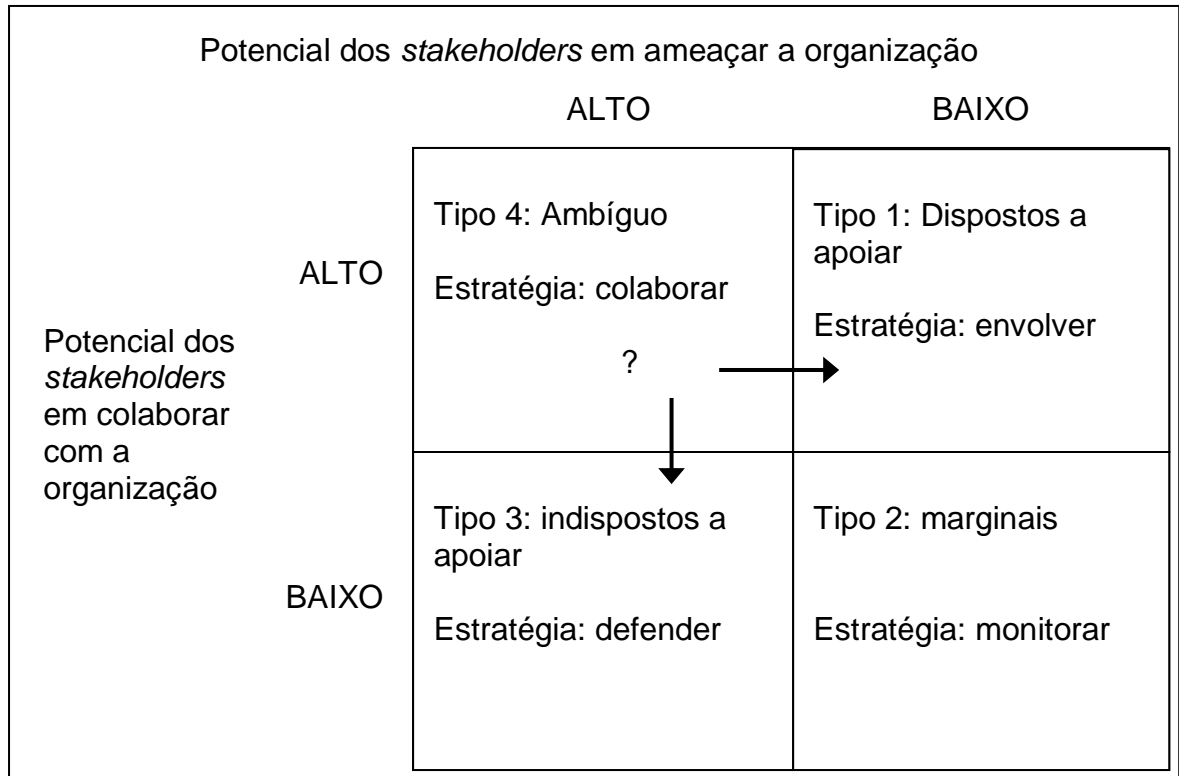 Potencial dos stakeholders em ameaçar a organização
ALTO
BAIXO
ALTO
Tipo 4: Ambíguo
Estratégia: colaborar
?
Tipo 1: Dispostos a
apoiar
Estratégia: envolver
Potencial dos
stakeholders
em colaborar
com a
organização
BAIXO
Tipo 3: indispostos a
apoiar
Estratégia: defender
Tipo 2: marginais
Estratégia: monitorar